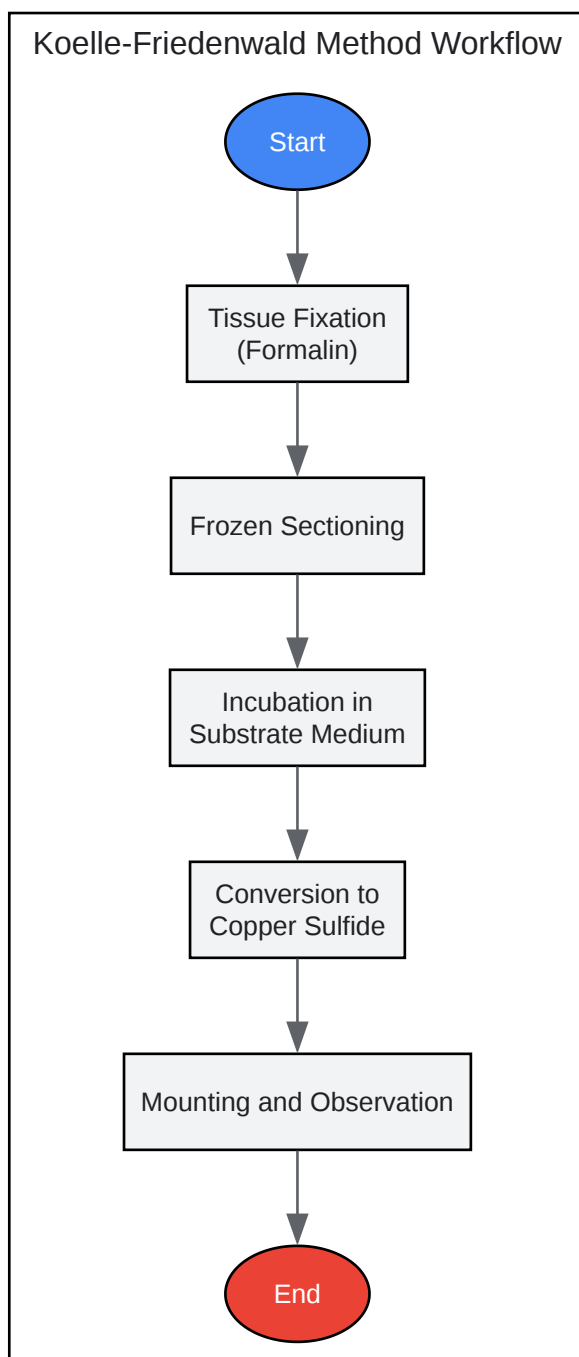 Koelle-Friedenwald Method Workflow
Start
Tissue Fixation
(Formalin)
Frozen Sectioning
Incubation in
Substrate Medium
Conversion to
Copper Sulfide
Mounting and Observation
End